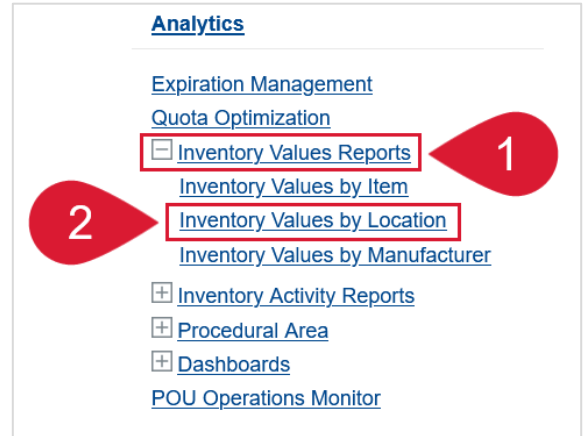 Analytics
Expiration Management
Quota Optimization
Inventory Values Reports 1
Inventory Values by Item
2 Inventory Values by Location
Inventory Values by Manufacturer
Inventory Activity Reports
Procedural Area
Dashboards
POU Operations Monitor